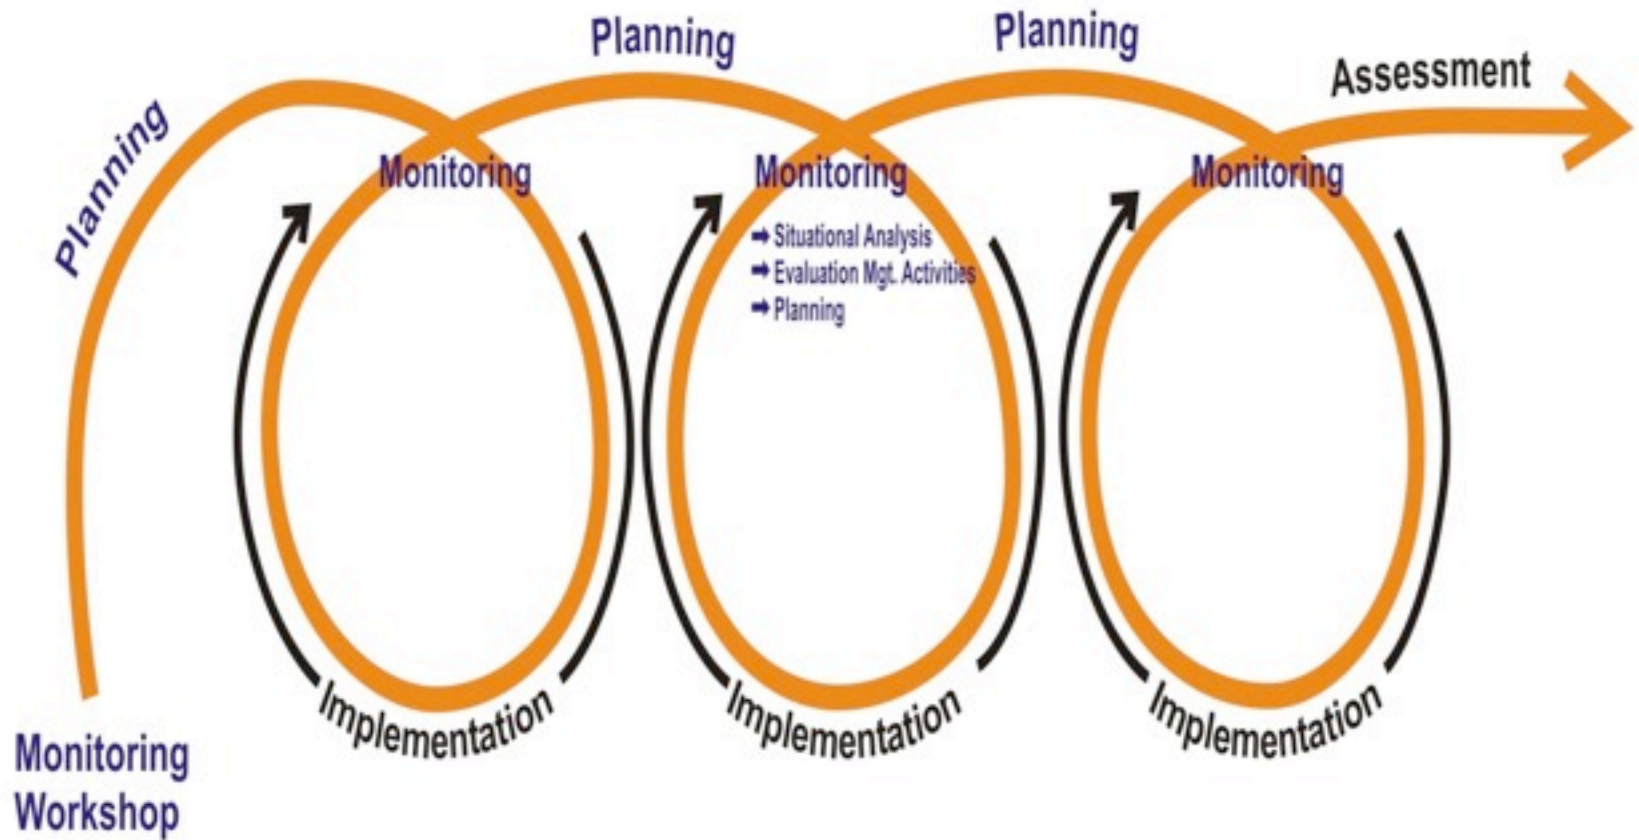 Planning
Planning
Planning
Assessment
Monitoring
Monitoring
Monitoring
Situational Analysis
Evaluation Mgt. Activities
Planning
Implementation
Implementation
Implementation
Monitoring
Workshop